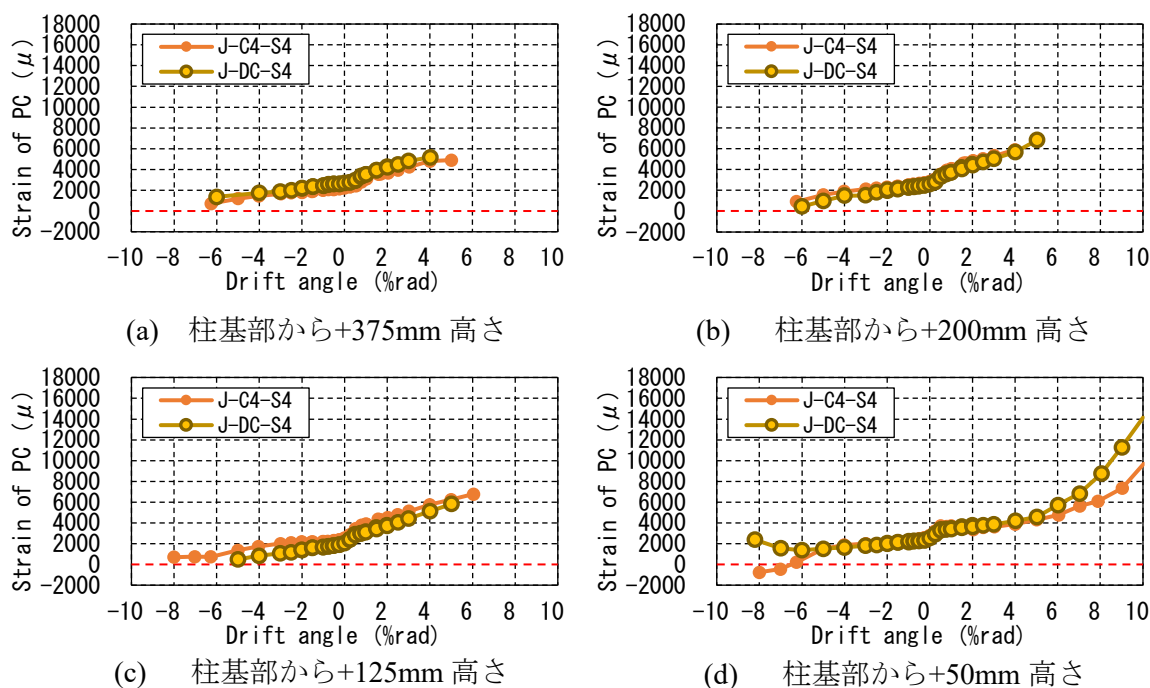 18000
16000
14000
12000
10000
8000
6000
4000
2000
0
-2000
Strain of PC (μ)
J-C4-S4
J-DC-S4
-10 -8 -6 -4 -2 0 2 4 6 8 10
Drift angle (%rad)
(a) 柱基部から+375mm 高さ
18000
16000
14000
12000
10000
8000
6000
4000
2000
0
-2000
Strain of PC (μ)
J-C4-S4
J-DC-S4
-10 -8 -6 -4 -2 0 2 4 6 8 10
Drift angle (%rad)
(b) 柱基部から+200mm 高さ
18000
16000
14000
12000
10000
8000
6000
4000
2000
0
-2000
Strain of PC (μ)
J-C4-S4
J-DC-S4
-10 -8 -6 -4 -2 0 2 4 6 8 10
Drift angle (%rad)
(c) 柱基部から+125mm 高さ
18000
16000
14000
12000
10000
8000
6000
4000
2000
0
-2000
Strain of PC (μ)
J-C4-S4
J-DC-S4
-10 -8 -6 -4 -2 0 2 4 6 8 10
Drift angle (%rad)
(d) 柱基部から+50mm 高さ